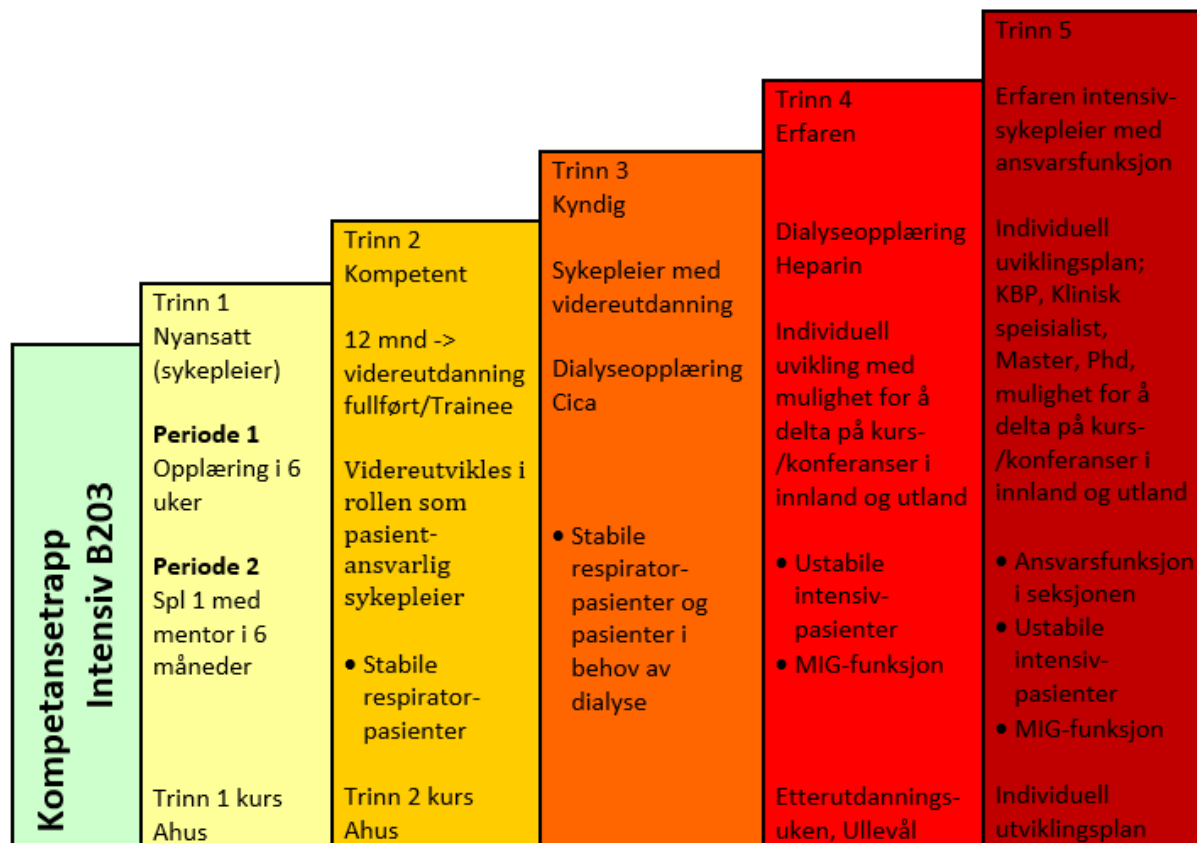 Kompetansetrapp
Intensiv B203
Trinn 1
Nyansatt
(sykepleier)
Periode 1
Opplæring i 6
uker
Periode 2
Spl 1 med
mentor i 6
måneder
Trinn 1 kurs
Ahus
Trinn 2
Kompetent
12 mnd ->
videreutdanning
fullført/Trainee
Videreutvikles i
rollen som
pasient-
ansvarlig
sykepleier
• Stabile
respirator-
pasienter
Trinn 2 kurs
Ahus
Trinn 3
Kyndig
Sykepleier med
videreutdanning
Dialyseopplæring
Cica
• Stabile
respirator-
pasienter og
pasienter i
behov av
dialyse
Trinn 4
Erfaren
Dialyseopplæring
Heparin
Individuell
uvikling med
mulighet for å
delta på kurs-
/konferanser i
innland og utland
• Ustabile
intensiv-
pasienter
• MIG-funksjon
Etterutdannings-
uken, Ullevål
Trinn 5
Erfaren intensiv-
sykepleier med
ansvarsfunksjon
Individuell
uviklingsplan;
KBP, Klinisk
speisialist,
Master, Phd,
mulighet for å
delta på kurs-
/konferanser i
innland og utland
• Ansvarsfunksjon
i seksjonen
• Ustabile
intensiv-
pasienter
• MIG-funksjon
Individuell
utviklingsplan